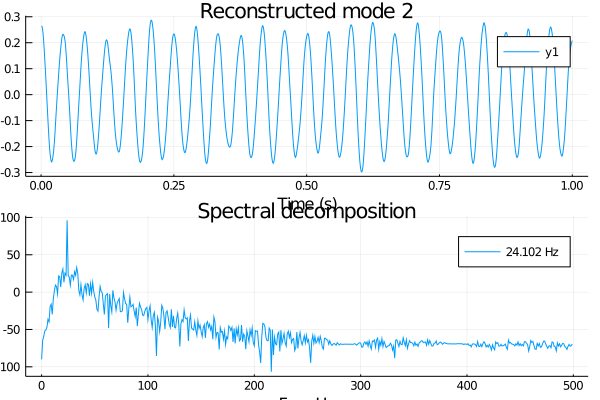 Reconstructed mode 2
0.3
0.2
0.1
0.0
-0.1
-0.2
-0.3
y1
0.00 0.25 0.50 0.75 1.00
Time (s)
Spectral decomposition
100
50
0
-50
100
24.102 Hz
0 100 200 300 400 500